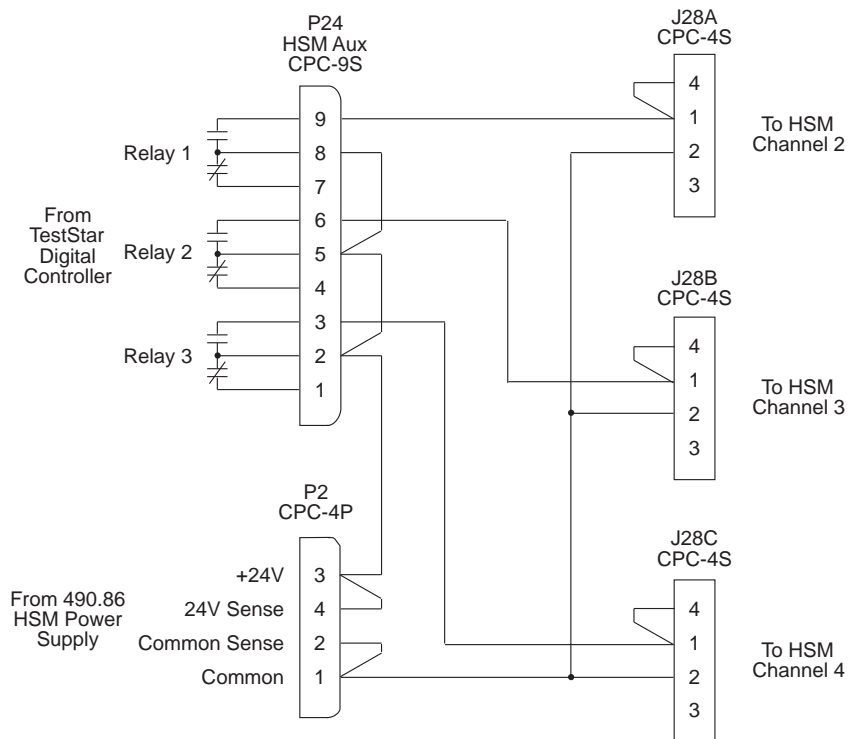 P24
HSM Aux
CPC-9S
9
8
7
6
5
4
3
2
1
Relay 1
Relay 2
Relay 3
From
TestStar
Digital
Controller
P2
CPC-4P
3
4
2
1
+24V
24V Sense
Common Sense
Common
From 490.86
HSM Power
Supply
J28A
CPC-4S
4
1
2
3
To HSM
Channel 2
J28B
CPC-4S
4
1
2
3
To HSM
Channel 3
J28C
CPC-4S
4
1
2
3
To HSM
Channel 4